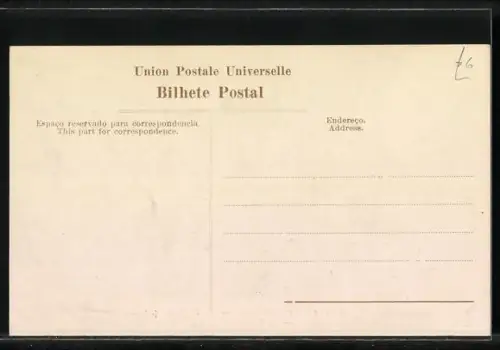 Union Postale Universelle
Bilhete Postal
Espaço reservado para correspondencia
This part for correspondence.
Endereço.
Address.